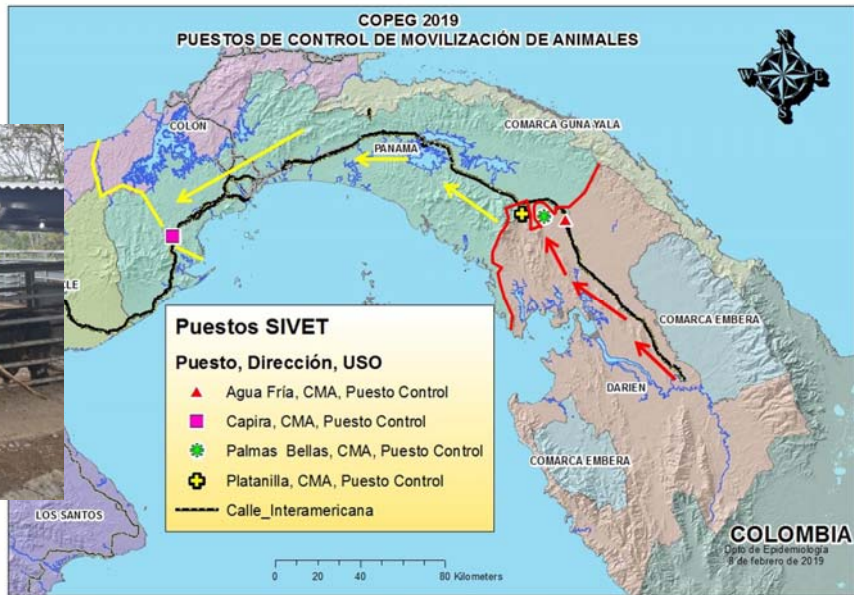 COPEG 2019
PUESTOS DE CONTROL DE MOVILIZACIÓN DE ANIMALES
N
W E
S
COLÓN
COMARCA GUNA YALA
PANAMA
CLE
COMARCA EMBERA
DARIEN
COMARCA EMBERA
LOS SANTOS
Puestos SIVET
Puesto, Dirección, USO
Agua Fría, CMA, Puesto Control
Capira, CMA, Puesto Control
Palmas Bellas, CMA, Puesto Control
Platanilla, CMA, Puesto Control
Calle_Interamericana
0 20 40 80 Kilometers
COLOMBIA
Dpto de Epidemiología
8 de febrero de 2019